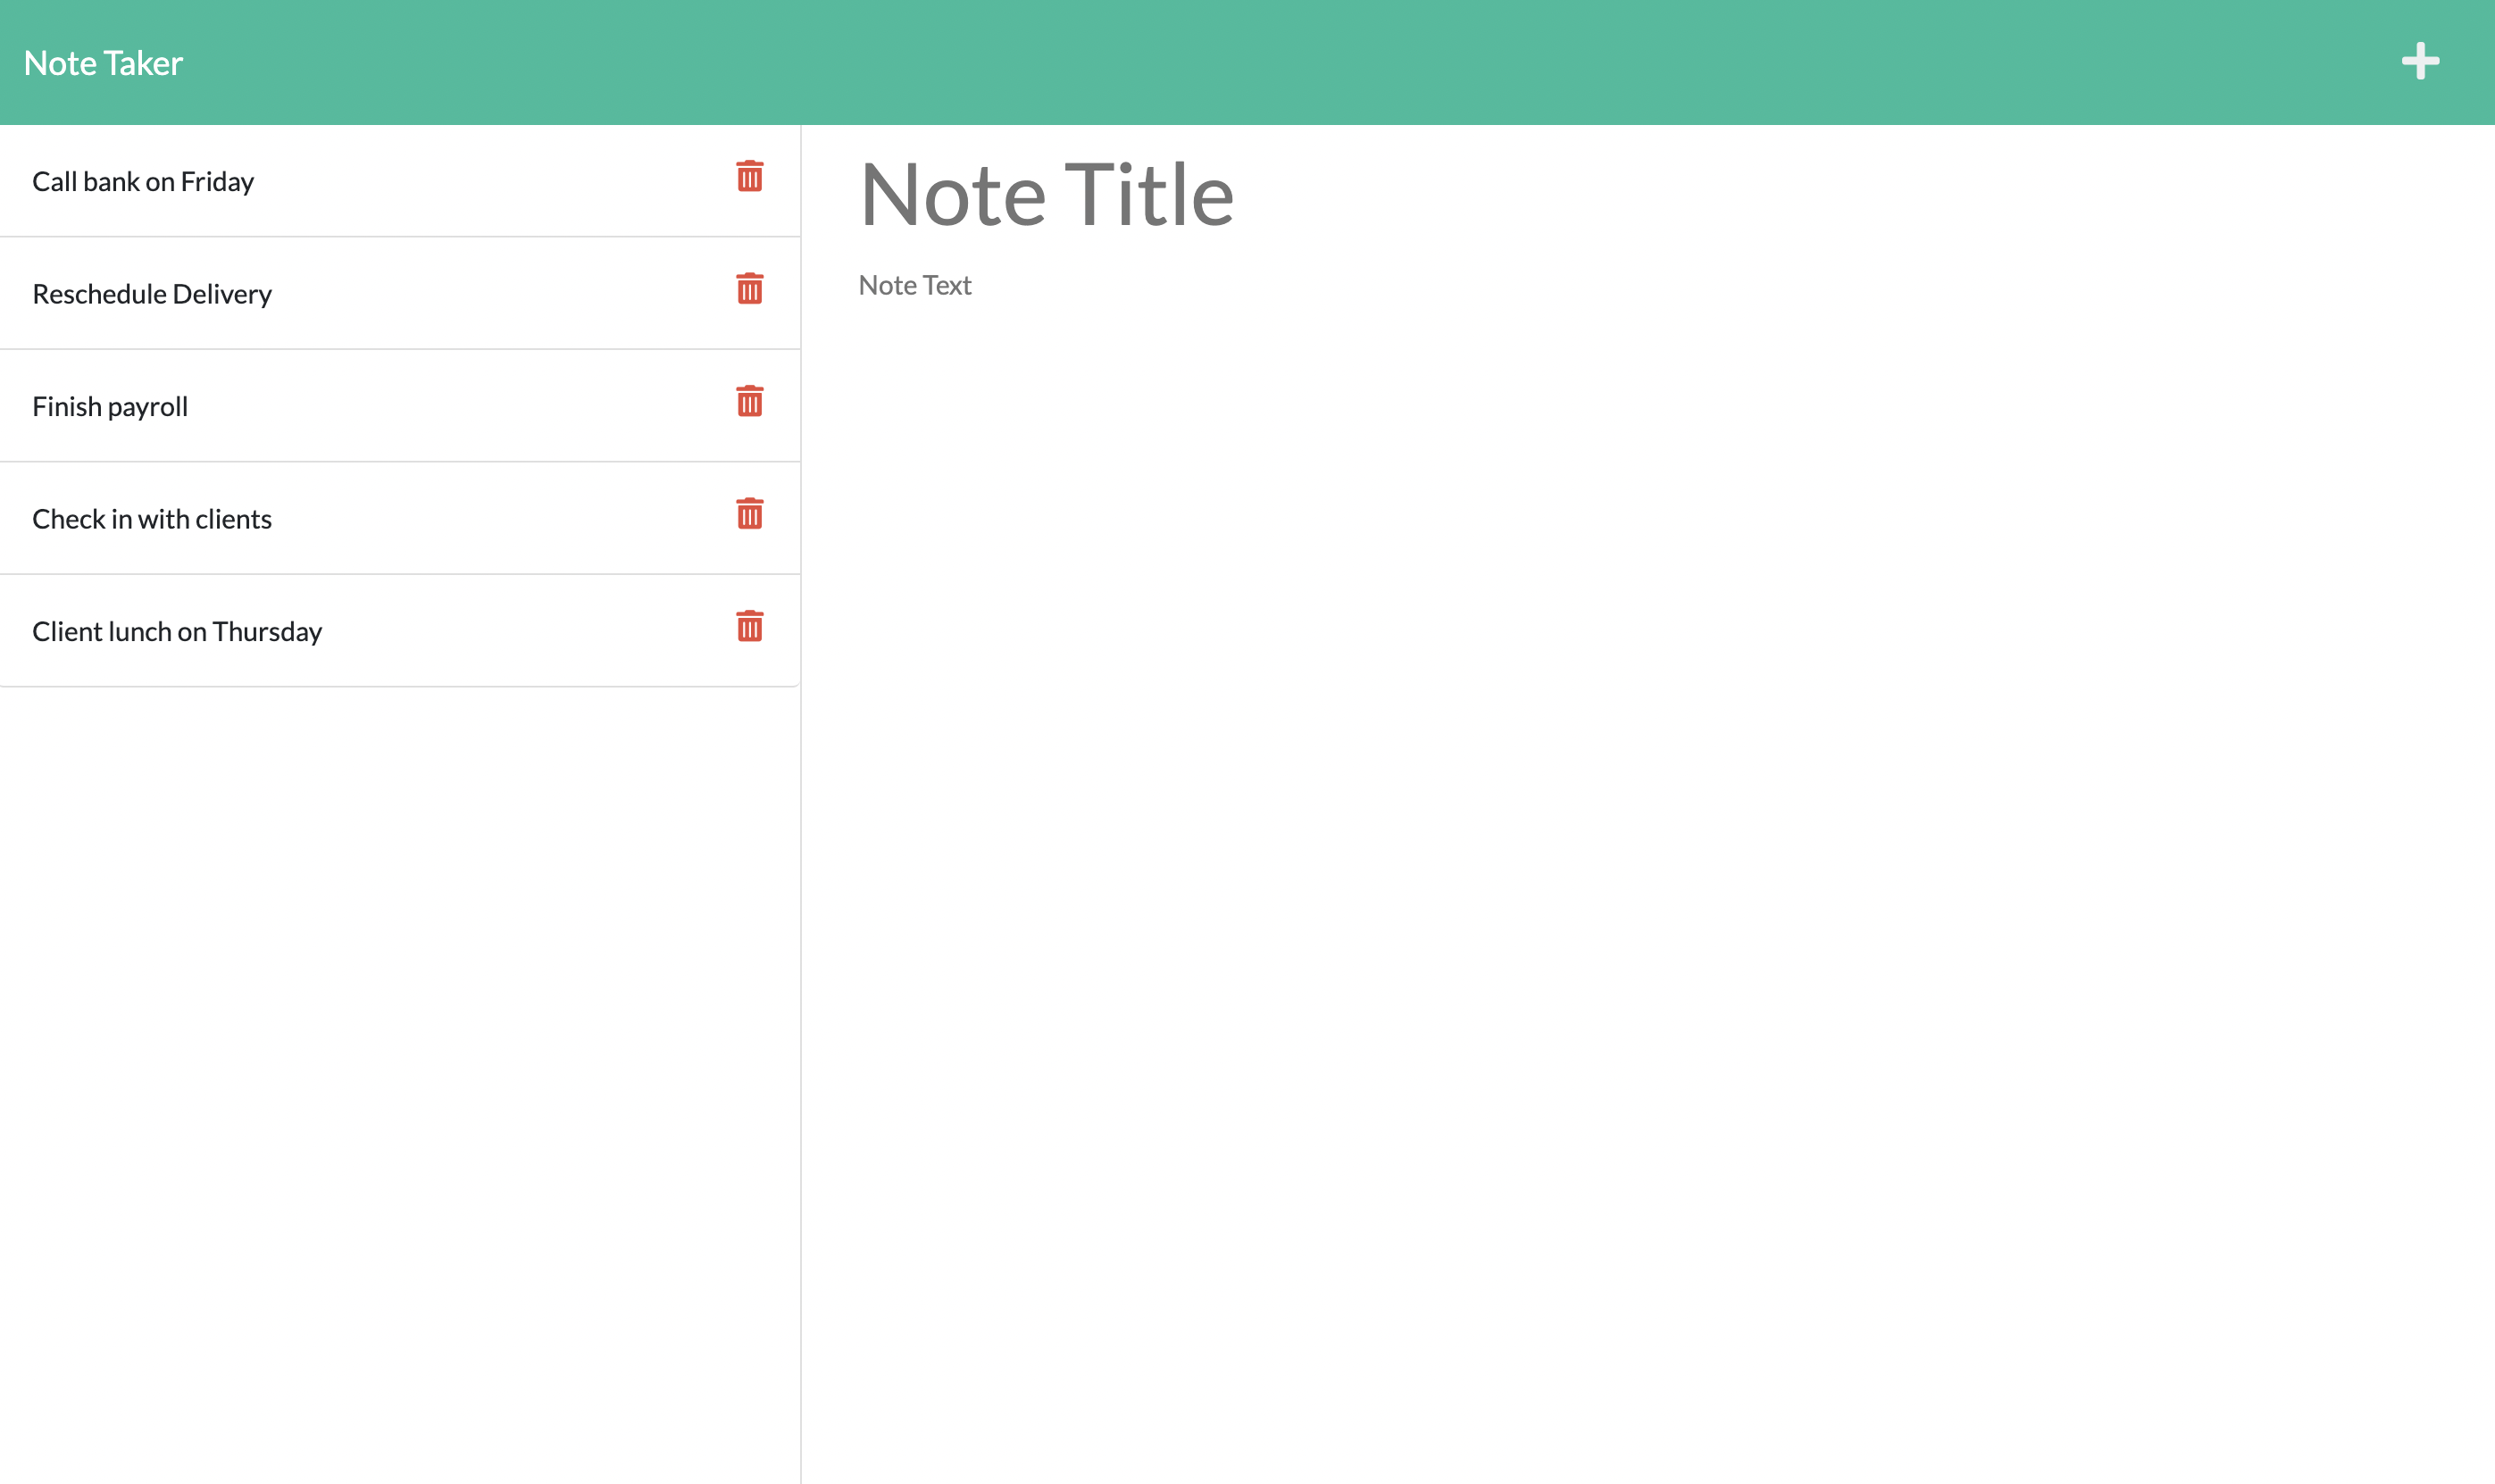 Note Taker
Call bank on Friday
Reschedule Delivery
Finish payroll
Check in with clients
Client lunch on Thursday
Note Title
Note Text